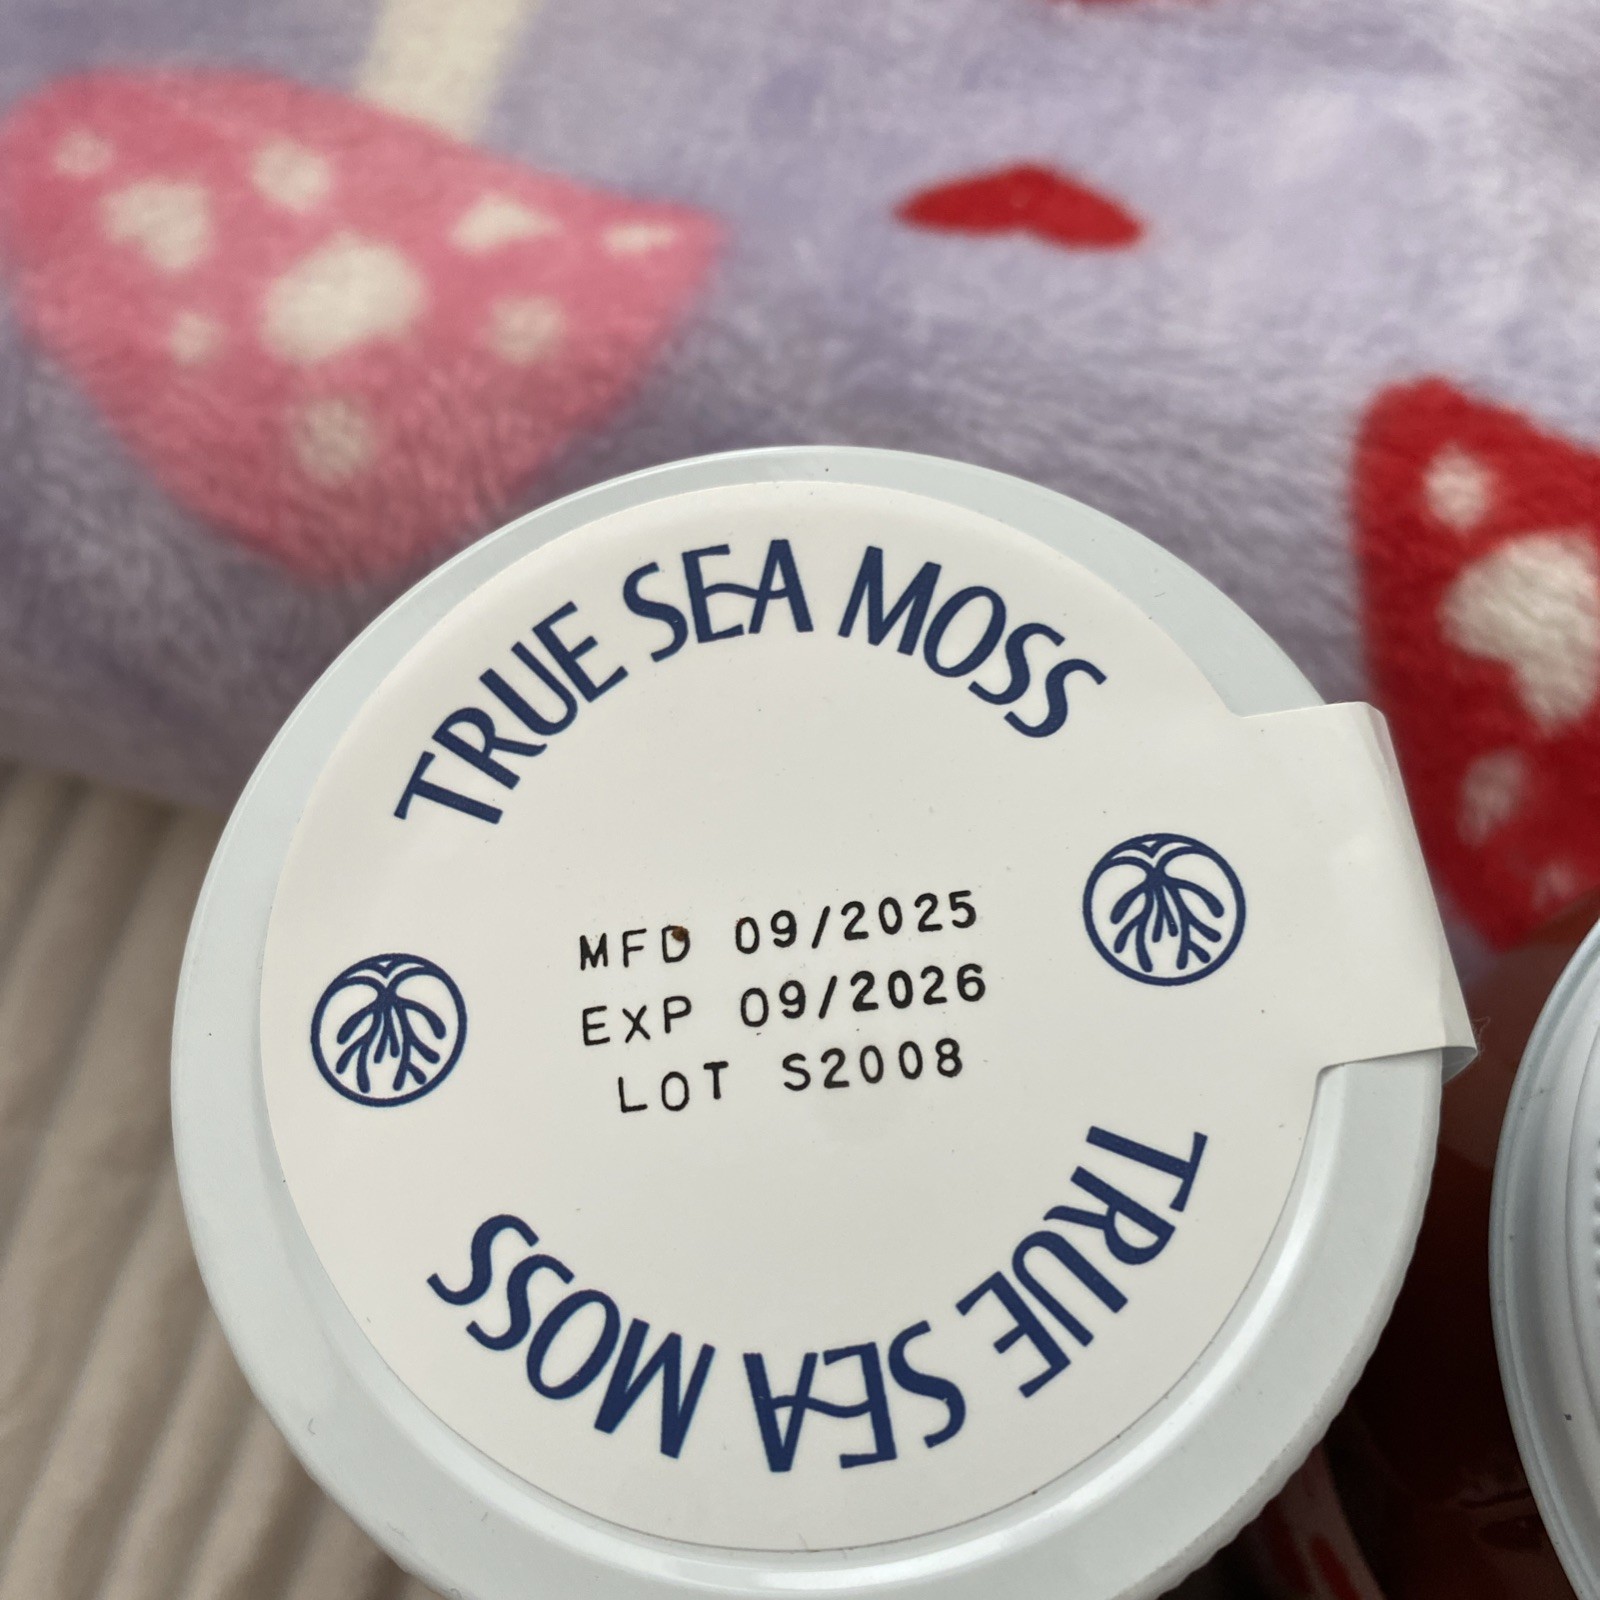 TRUE SEA MOSS
MFD 09/2025
EXP 09/2026
LOT S2008
TRUE SEA MOSS